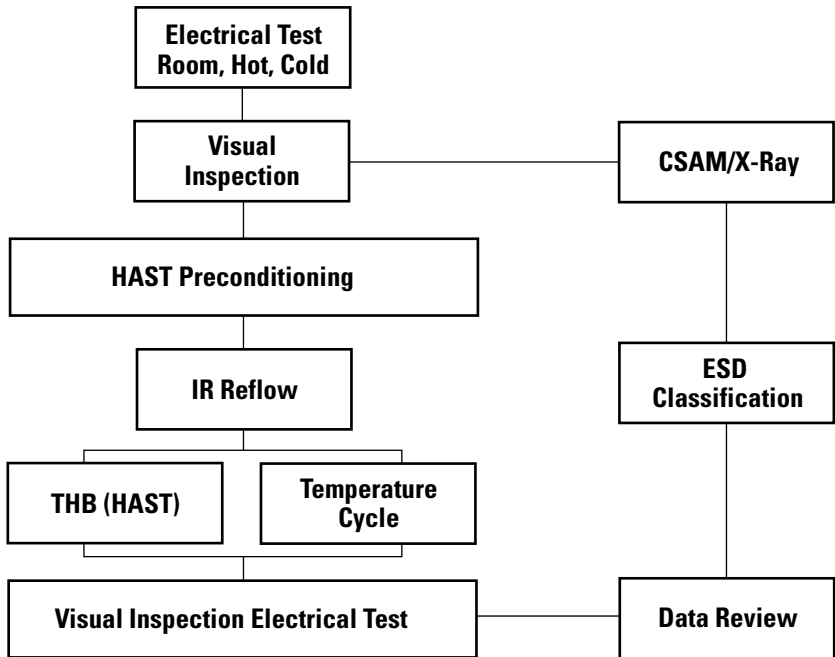 Electrical Test
Room, Hot, Cold
Visual
Inspection
CSAM/X-Ray
HAST Preconditioning
IR Reflow
ESD
Classification
THB (HAST)
Temperature
Cycle
Visual Inspection Electrical Test
Data Review